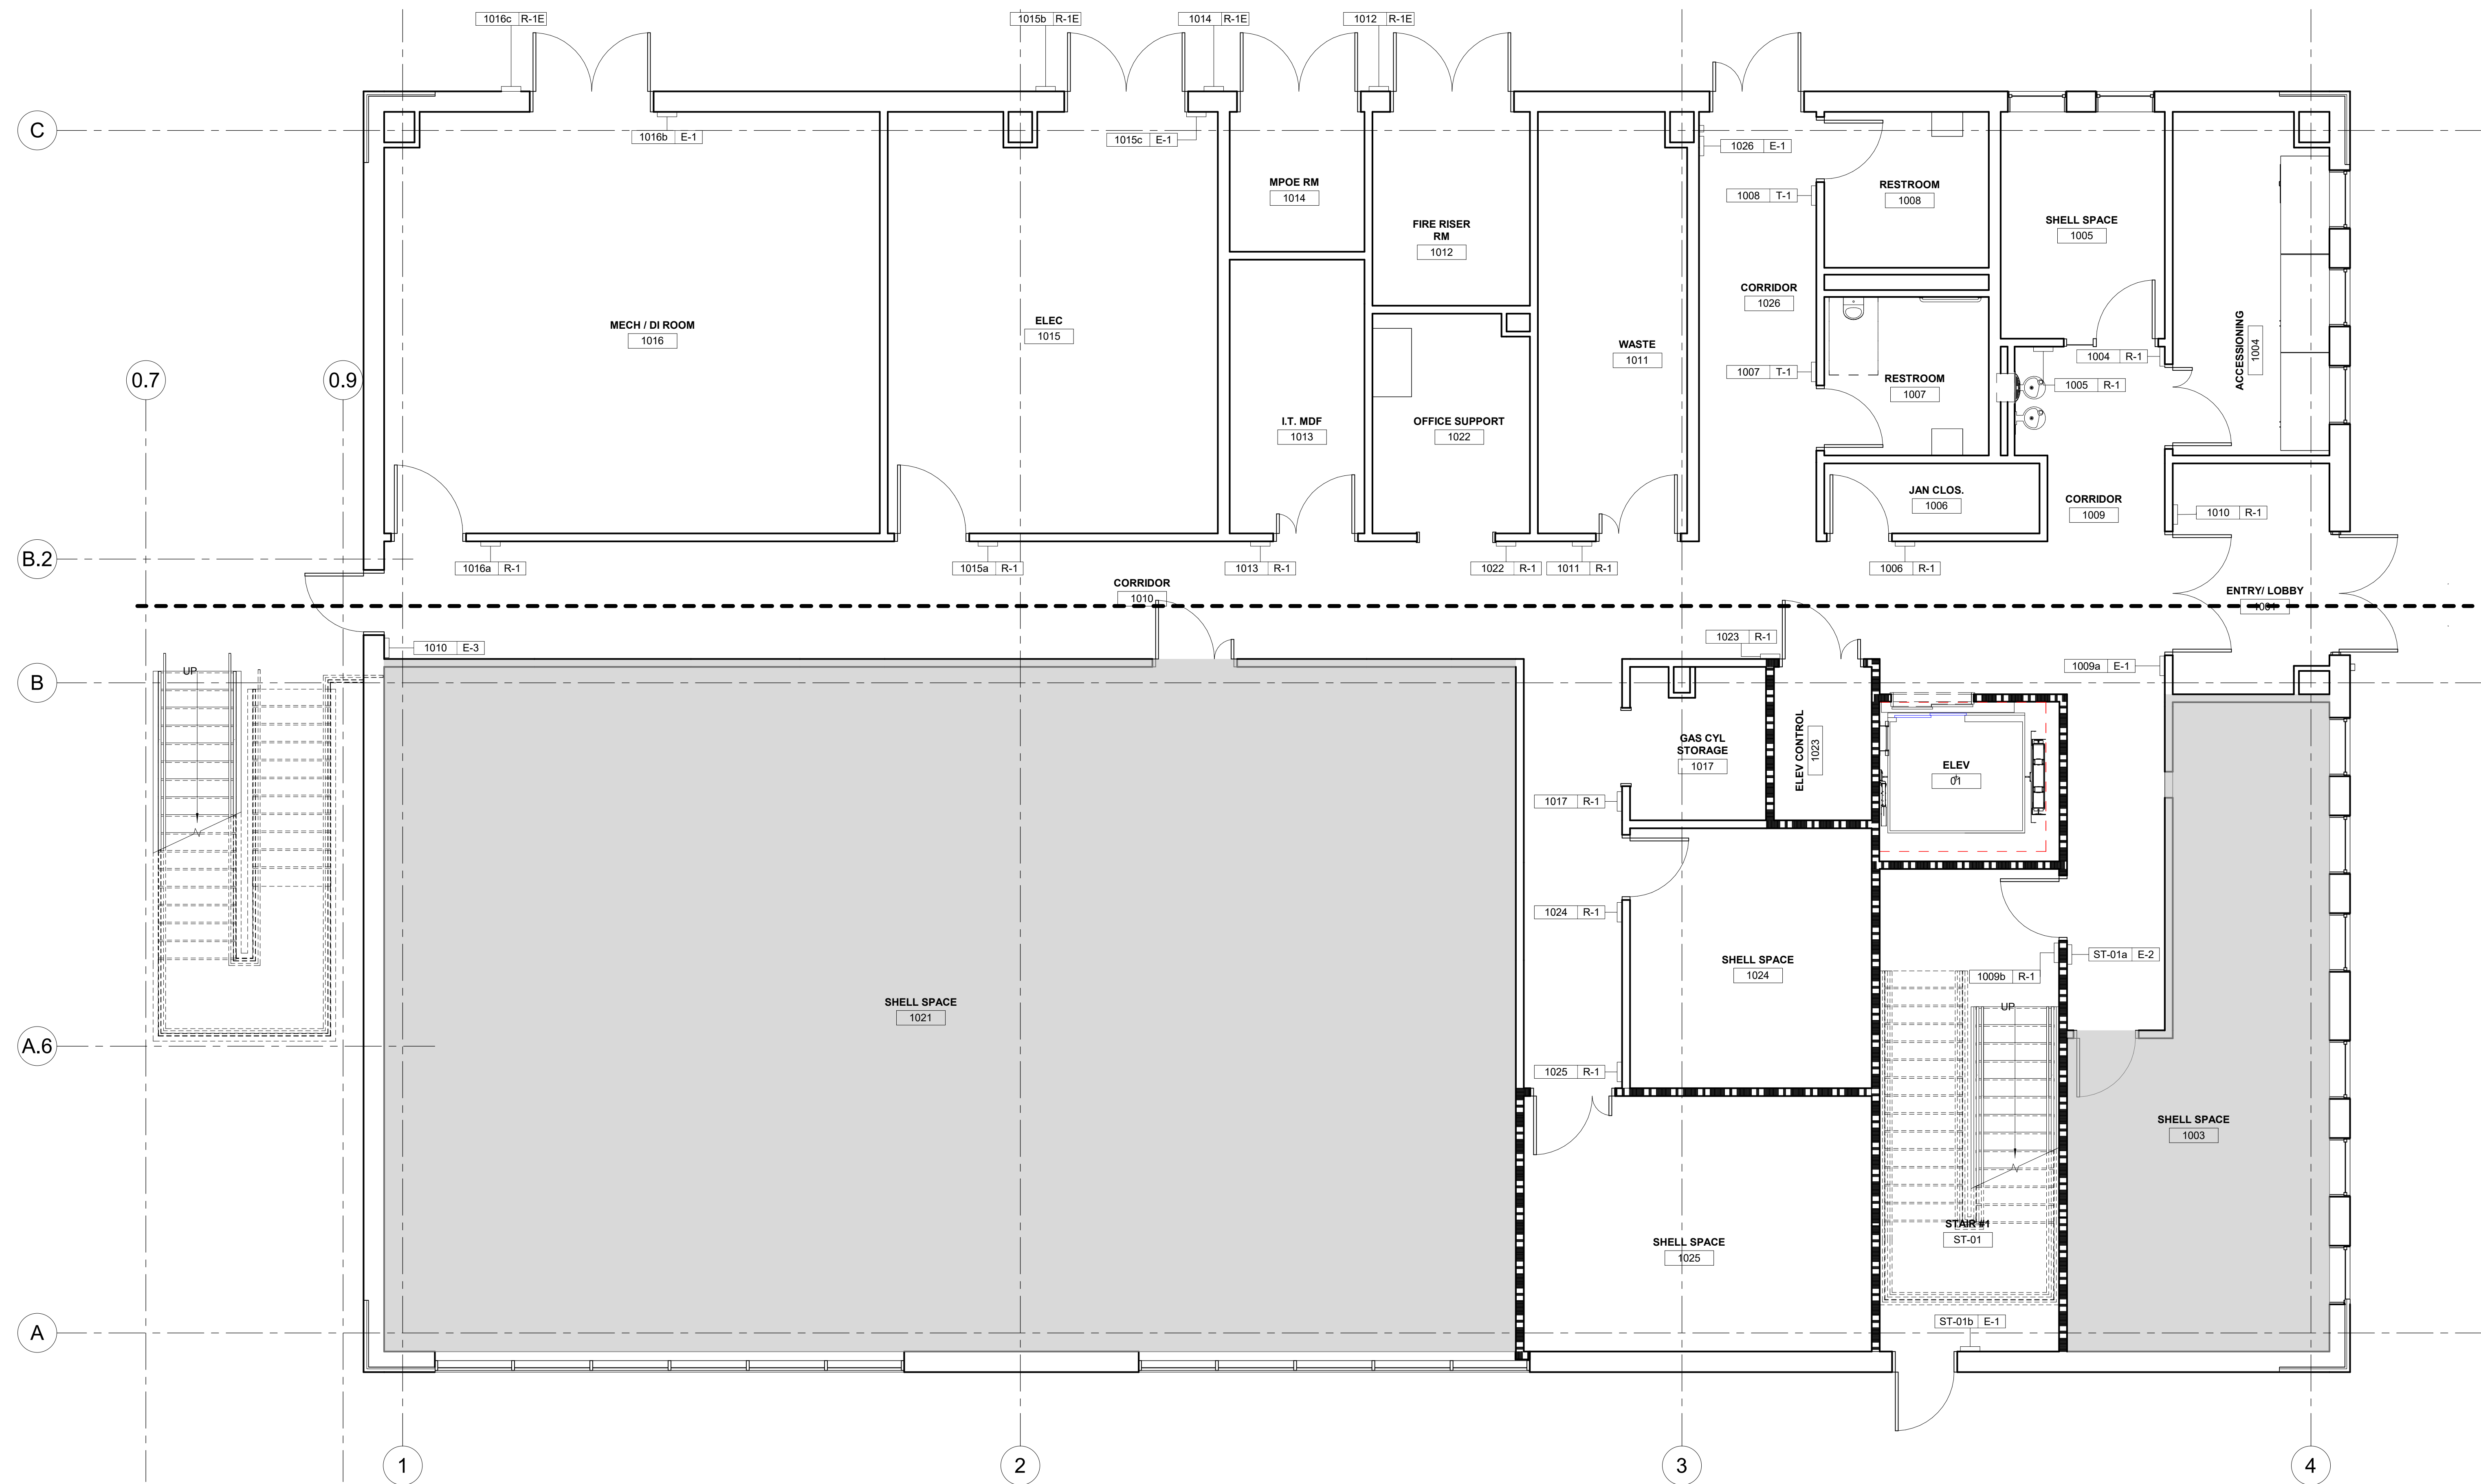 1016c R-1E
1015b R-1E
1014 R-1E
1012 R-1E
C
1016b E-1
1015c E-1
1026 E-1
MPOE RM
1014
1008 T-1
RESTROOM
1008
FIRE RISER
RM
1012
SHELL SPACE
1005
CORRIDOR
1026
MECH / DI ROOM
1016
ELEC
1015
WASTE
1011
ACCESSIONING
1004
1004 R-1
0.7
0.9
1007 T-1
RESTROOM
1007
1005 R-1
I.T. MDF
1013
OFFICE SUPPORT
1022
JAN CLOS.
1006
CORRIDOR
1009
1010 R-1
B.2
1016a R-1
1015a R-1
1013 R-1
1022 R-1
1011 R-1
1006 R-1
CORRIDOR
1010
ENTRY/ LOBBY
1001
1010 E-3
1023 R-1
1009a E-1
UP
B
GAS CYL
STORAGE
1017
ELEV CONTROL
1023
ELEV
01
1017 R-1
1024 R-1
SHELL SPACE
1024
ST-01a E-2
1009b R-1
SHELL SPACE
1021
UP
A.6
1025 R-1
SHELL SPACE
1003
STAIR #1
ST-01
SHELL SPACE
1025
ST-01b E-1
A
1
2
3
4